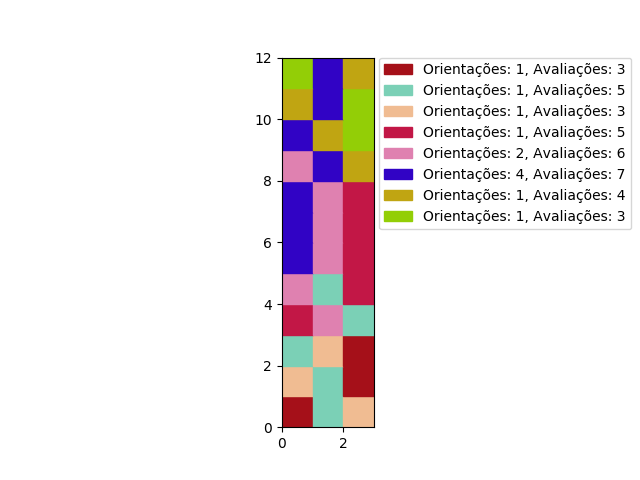 12
10
8
6
4
2
0
0
2
Orientações: 1, Avaliações: 3
Orientações: 1, Avaliações: 5
Orientações: 1, Avaliações: 3
Orientações: 1, Avaliações: 5
Orientações: 2, Avaliações: 6
Orientações: 4, Avaliações: 7
Orientações: 1, Avaliações: 4
Orientações: 1, Avaliações: 3